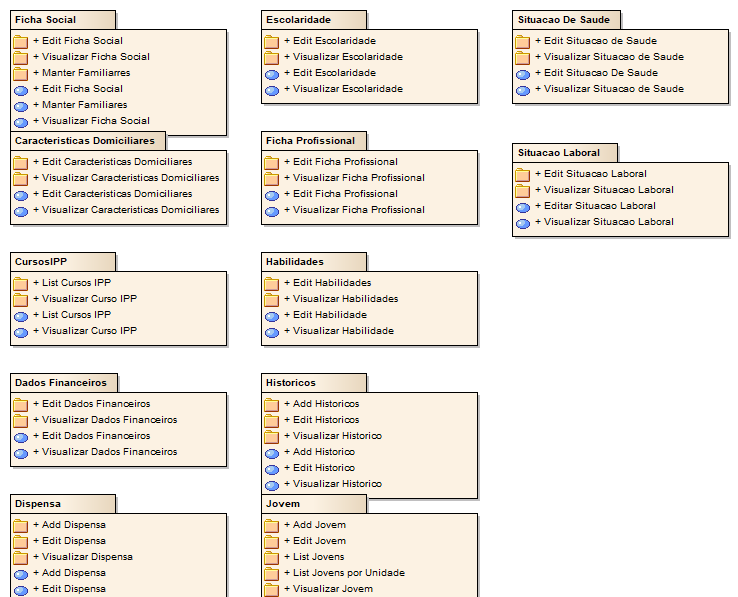 Ficha Social
+ Edit Ficha Social
+ Visualizar Ficha Social
+ Manter Familiarres
+ Edit Ficha Social
+ Manter Familiares
+ Visualizar Ficha Social
Caracteristicas Domiciliares
+ Edit Caracteristicas Domiciliares
+ Visualizar Caracteristicas Domiciliares
+ Edit Caracteristicas Domiciliares
+ Visualizar Caracteristicas Domiciliares
CursosIPP
+ List Cursos IPP
+ Visualizar Curso IPP
+ List Cursos IPP
+ Visualizar Curso IPP
Dados Financeiros
+ Edit Dados Financeiros
+ Visualizar Dados Financeiros
+ Edit Dados Financeiros
+ Visualizar Dados Financeiros
Dispensa
+ Add Dispensa
+ Edit Dispensa
+ Visualizar Dispensa
+ Add Dispensa
+ Edit Dispensa
Escolaridade
+ Edit Escolaridade
+ Visualizar Escolaridade
+ Edit Escolaridade
+ Visualizar Escolaridade
Ficha Profissional
+ Edit Ficha Profissional
+ Visualizar Ficha Profissional
+ Edit Ficha Profissional
+ Visualizar Ficha Profissional
Habilidades
+ Edit Habilidades
+ Visualizar Habilidades
+ Edit Habilidade
+ Visualizar Habilidade
Historicos
+ Add Historicos
+ Edit Historicos
+ Visualizar Historico
+ Add Historico
+ Edit Historico
+ Visualizar Historico
Jovem
+ Add Jovem
+ Edit Jovem
+ List Jovens
+ List Jovens por Unidade
+ Visualizar Jovem
Situacao De Saude
+ Edit Situacao de Saude
+ Visualizar Situacao de Saude
+ Edit Situacao De Saude
+ Visualizar Situacao de Saude
Situacao Laboral
+ Edit Situacao Laboral
+ Visualizar Situacao Laboral
+ Editar Situacao Laboral
+ Visualizar Situacao Laboral